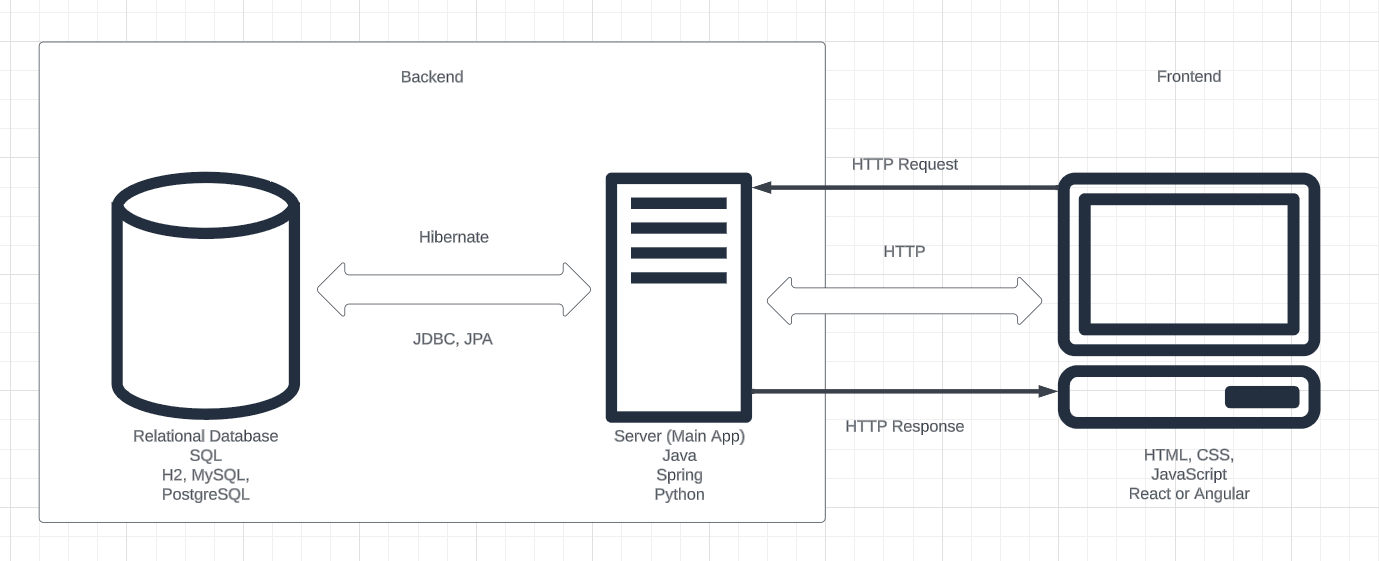 Backend
Frontend
HTTP Request
Hibernate
HTTP
JDBC, JPA
HTTP Response
Relational Database
SQL
H2, MySQL,
PostgreSQL
Server (Main App)
Java
Spring
Python
HTML, CSS,
JavaScript
React or Angular